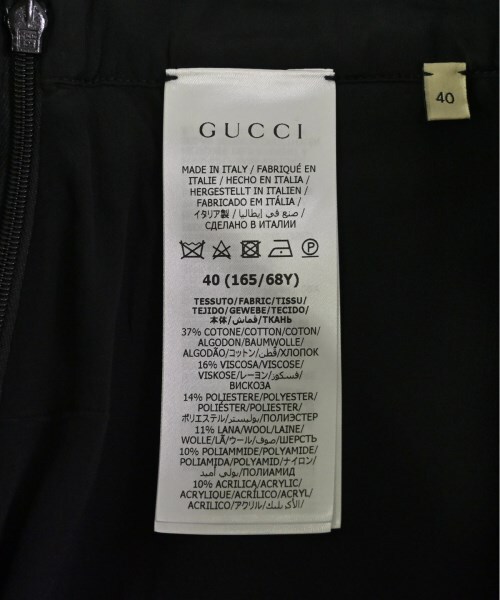 GUCCI
40
MADE IN ITALY / FABRIQUÉ EN
ITALIE / HECHO EN ITALIA /
HERGESTELLT IN ITALIEN /
FABRICADO EM ITÁLIA /
イタリア製 / صنع في إيطاليا /
СДЕЛАНО В ИТАЛИИ
40 (165/68Y)
TESSUTO/FABRIC/TISSU/
TEJIDO/GEWEBE/TECIDO/
本体/قماش/ТКАНЬ
37% COTONE/COTTON/COTON/
ALGODON/BAUMWOLLE/
ALGODÃO/コットン/قطن/ХЛОПОК
16% VISCOSA/VISCOSE/
VISKOSE/レーヨン/فسكوز/
ВИСКОЗА
14% POLIESTERE/POLYESTER/
POLIÉSTER/POLIESTER/
ポリエステル/بوليستر/ПОЛИЭСТЕР
11% LANA/WOOL/LAINE/
WOLLE/LÃ/ウール/صوف/ШЕРСТЬ
10% POLIAMMIDE/POLYAMIDE/
POLIAMIDA/POLYAMID/ナイロン/
بولي أميد/ПОЛИАМИД
10% ACRILICA/ACRYLIC/
ACRYLIQUE/ACRÍLICO/ACRYL/
ACRILICO/アクリル/الأكريليك/